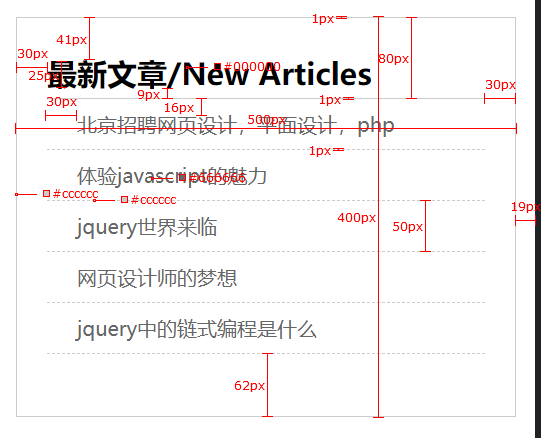 1px
41px
30px
80px
#000000
最新文章/New Articles
25px
30px
9px
1px
30px
16px
500px
北京招聘网页设计，平面设计，php
1px
体验javascript的魅力
#666666
#cccccc
#cccccc
19px
400px
50px
jquery世界来临
网页设计师的梦想
jquery中的链式编程是什么
62px